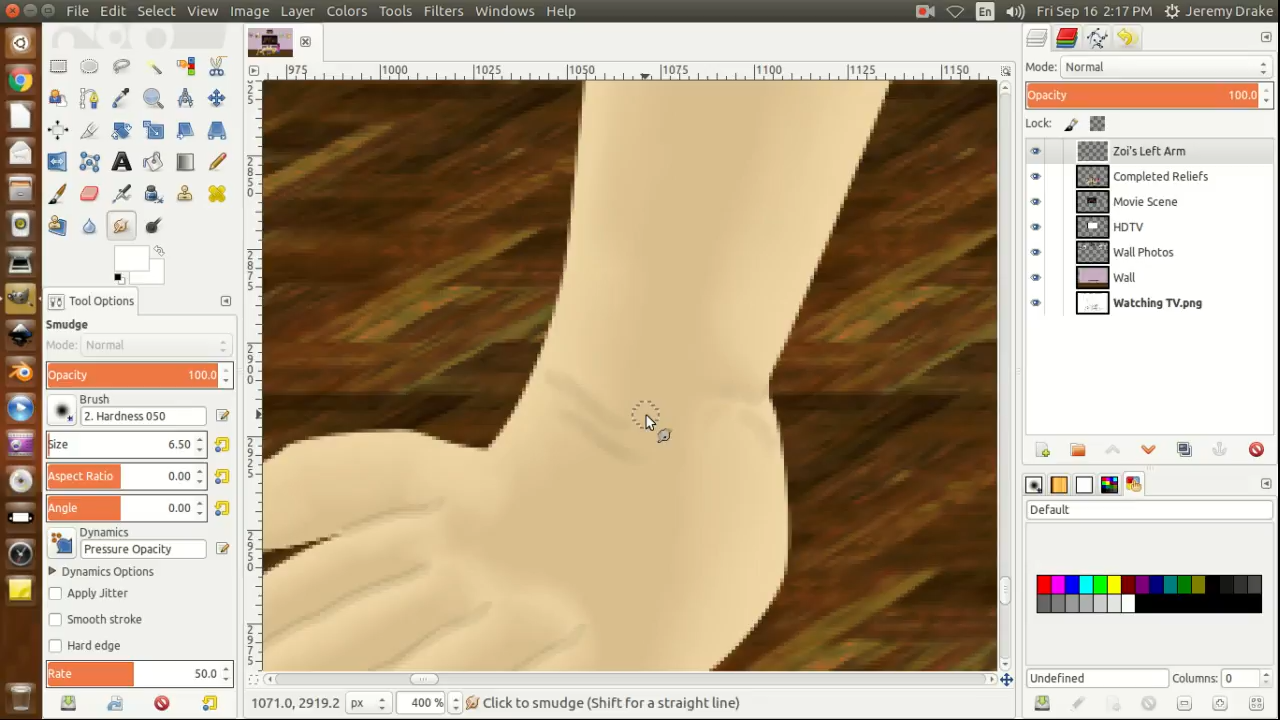 File Edit Select View Image Layer Colors Tools Filters Windows Help En Fri Sep 16 2:17 PM Jeremy Drake
Mode: Normal
Opacity 100.0
Lock:
Zoi's Left Arm
Completed Reliefs
Movie Scene
HDTV
Wall Photos
Wall
Watching TV.png
Default
Undefined Columns: 0
975 1000 1025 1050 1075 1100 1125 1150
Tool Options
Smudge
Mode: Normal
Opacity 100.0
Brush
2. Hardness 050
Size 6.50
Aspect Ratio 0.00
Angle 0.00
Dynamics
Pressure Opacity
Dynamics Options
Apply Jitter
Smooth stroke
Hard edge
Rate 50.0
1071.0, 2919.2 px 400 % Click to smudge (Shift for a straight line)